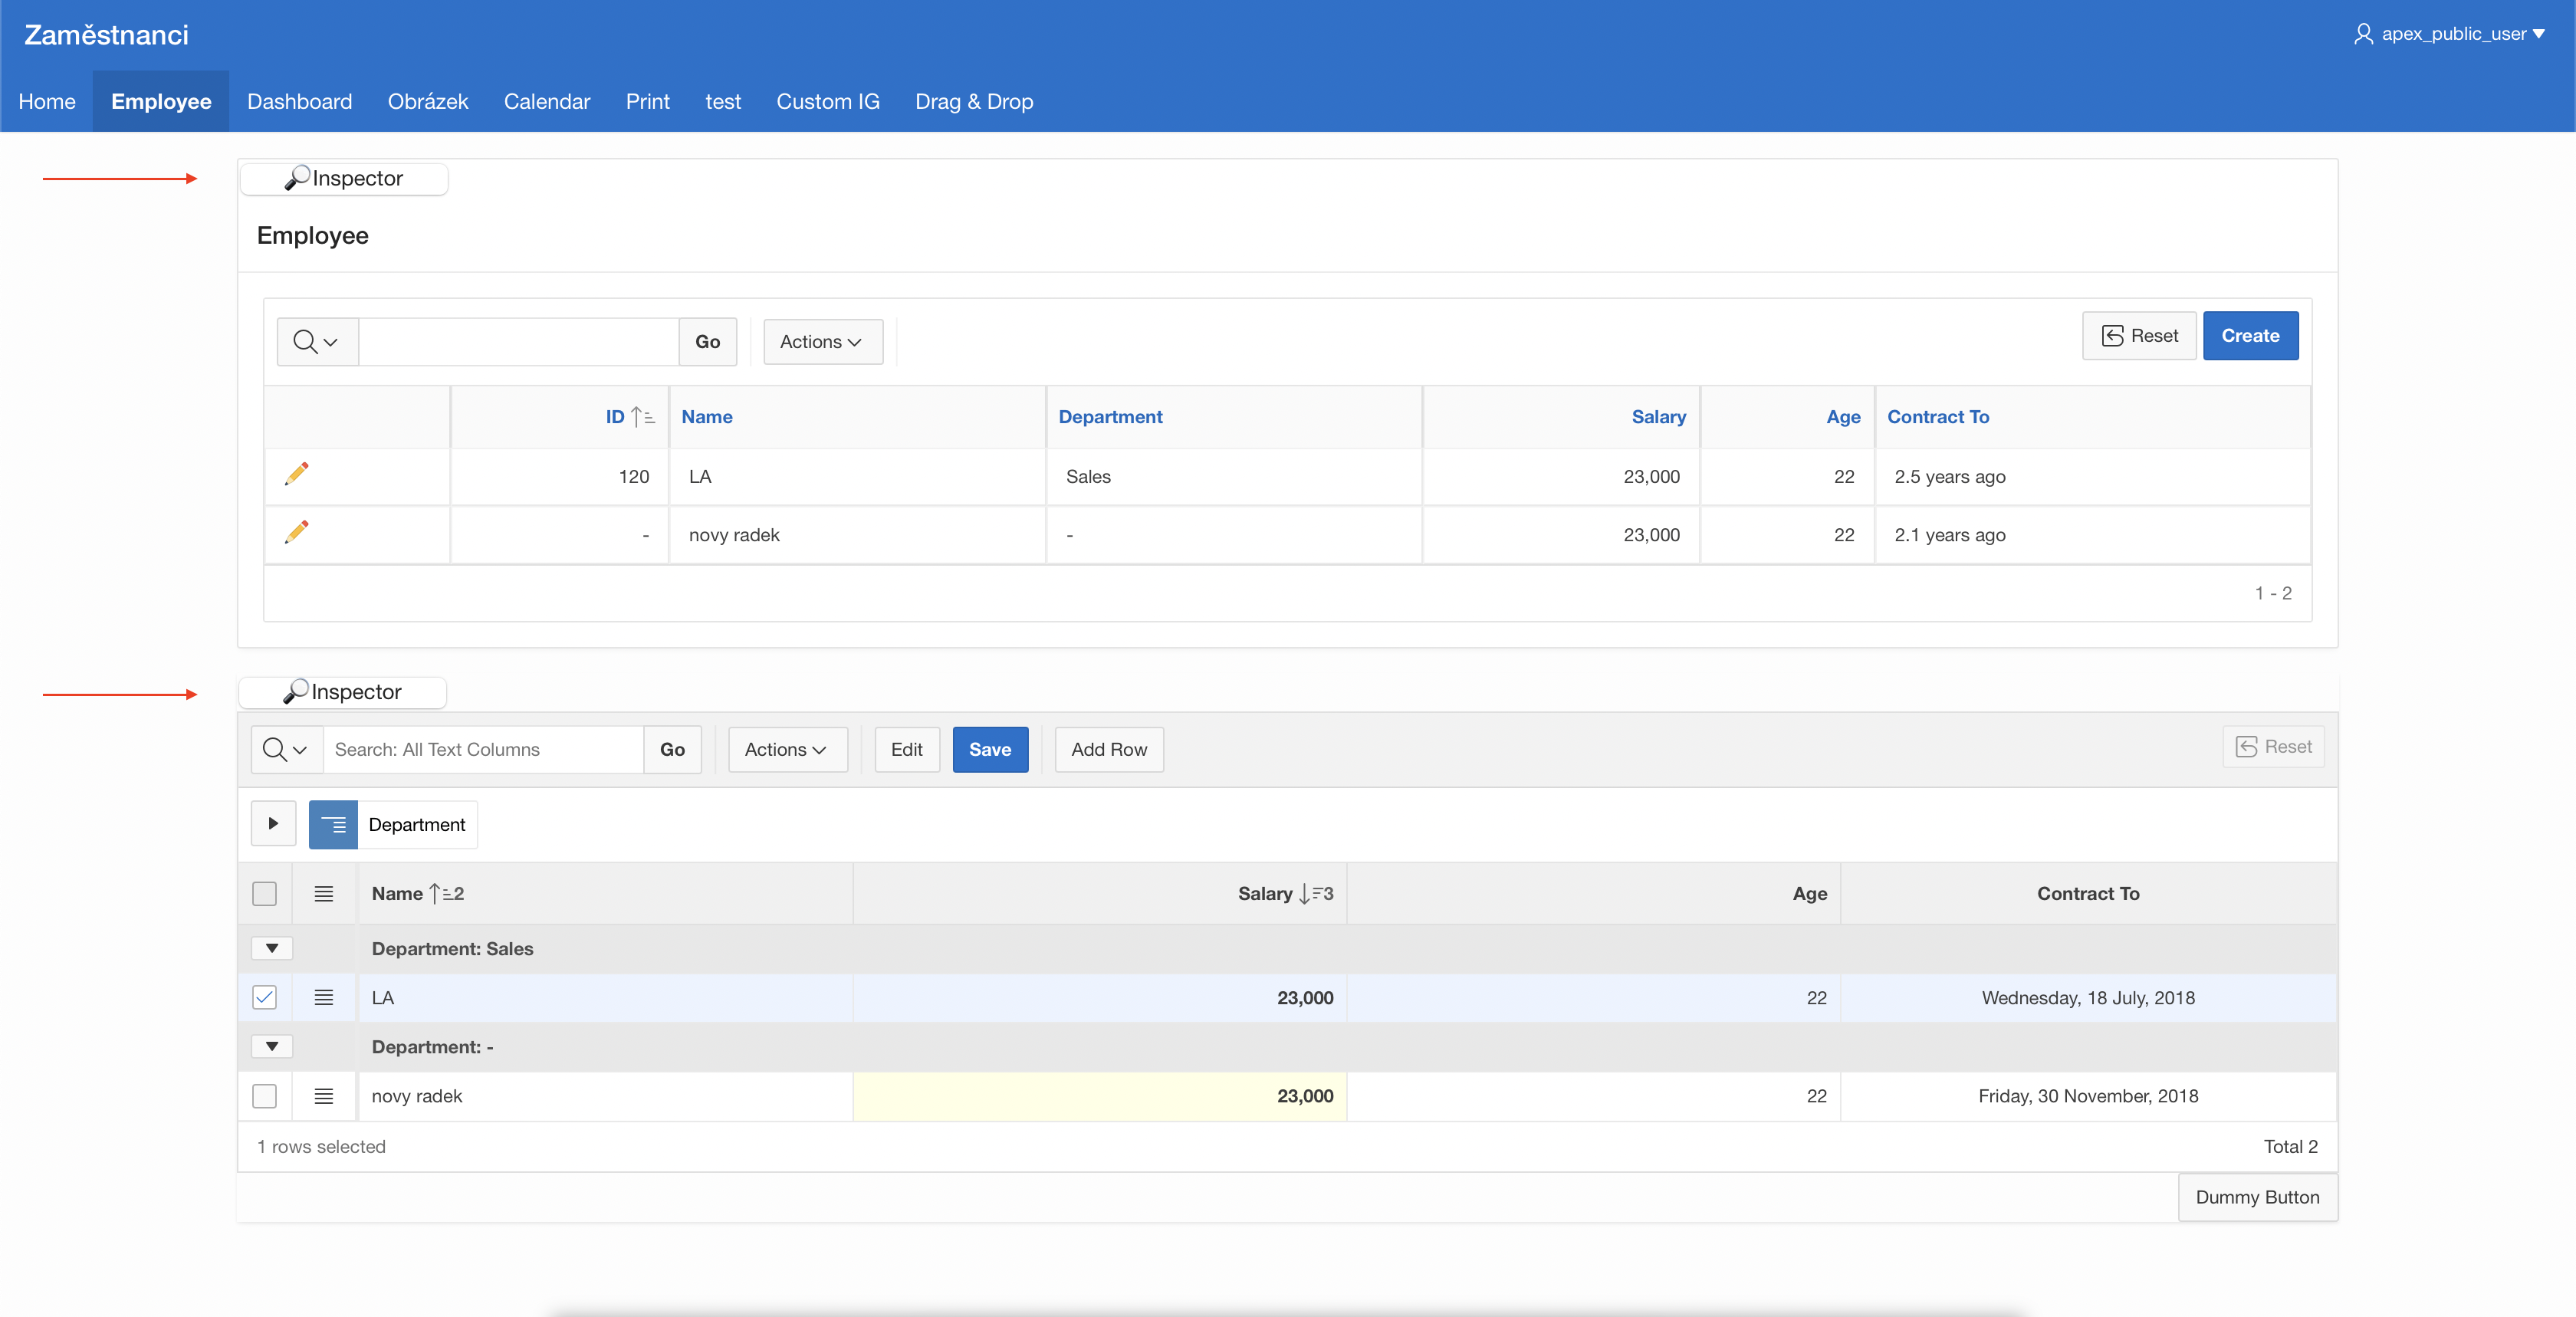 Zaměstnanci
apex_public_user
Home Employee Dashboard Obrázek Calendar Print test Custom IG Drag & Drop
Inspector
Employee
Go Actions Reset Create
ID Name Department Salary Age Contract To
120 LA Sales 23,000 22 2.5 years ago
- novy radek - 23,000 22 2.1 years ago
1 - 2
Inspector
Search: All Text Columns Go Actions Edit Save Add Row Reset
Department
Name 2 Salary 3 Age Contract To
Department: Sales
LA 23,000 22 Wednesday, 18 July, 2018
Department: -
novy radek 23,000 22 Friday, 30 November, 2018
1 rows selected Total 2
Dummy Button